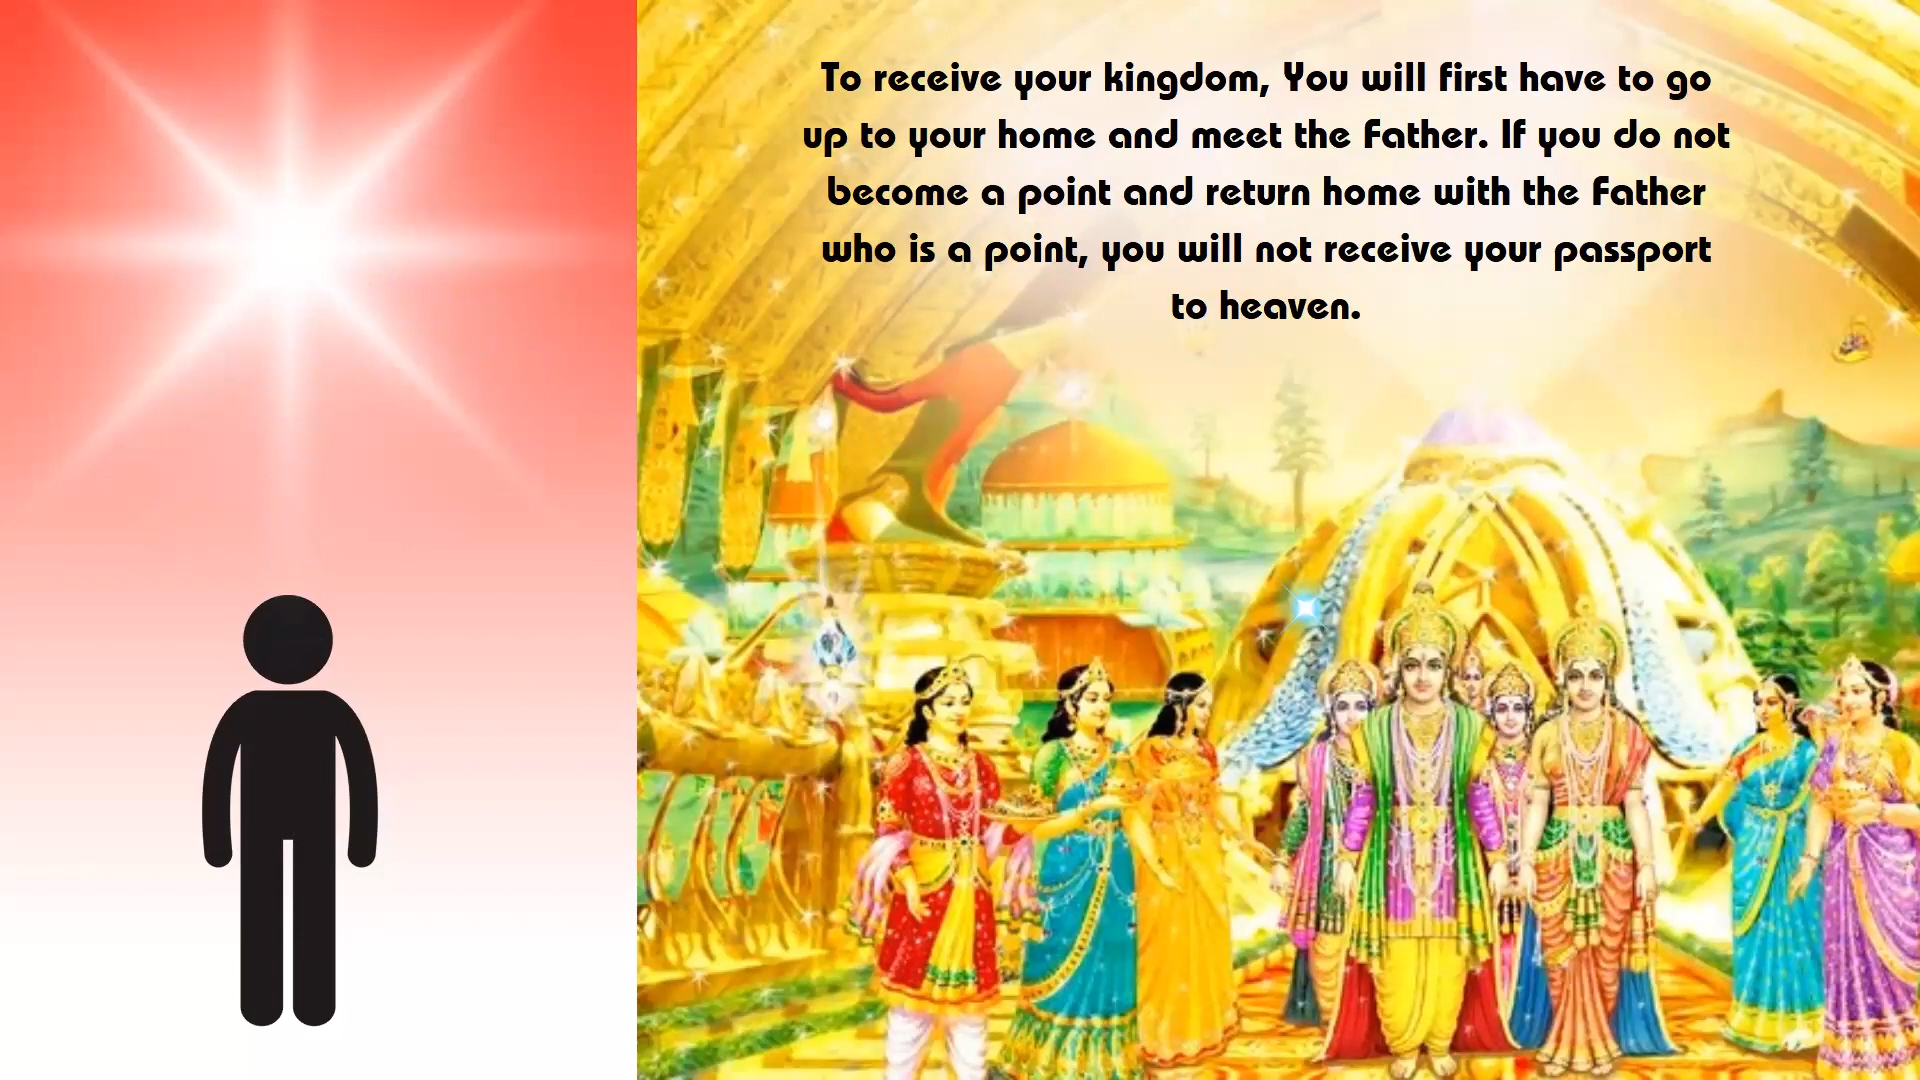 To receive your kingdom, You will first have to go
up to your home and meet the Father. If you do not
become a point and return home with the Father
who is a point, you will not receive your passport
to heaven.